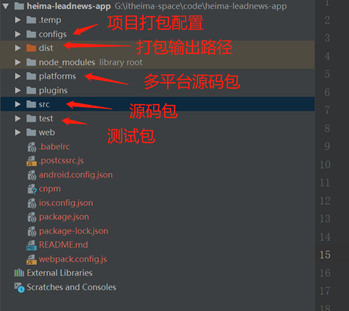 heima-leadnews-app G:\itheima-space\code\heima-leadnews-app
.temp
项目打包配置
configs
dist
打包输出路径
node_modules library root
platforms
多平台源码包
plugins
src
源码包
test
测试包
web
.babelrc
.postcssrc.js
android.config.json
cnpm
ios.config.json
package.json
package-lock.json
README.md
webpack.config.js
External Libraries
Scratches and Consoles
1
2
3
4
5
6
7
8
9
10
11
12
13
14
15
16
17
18